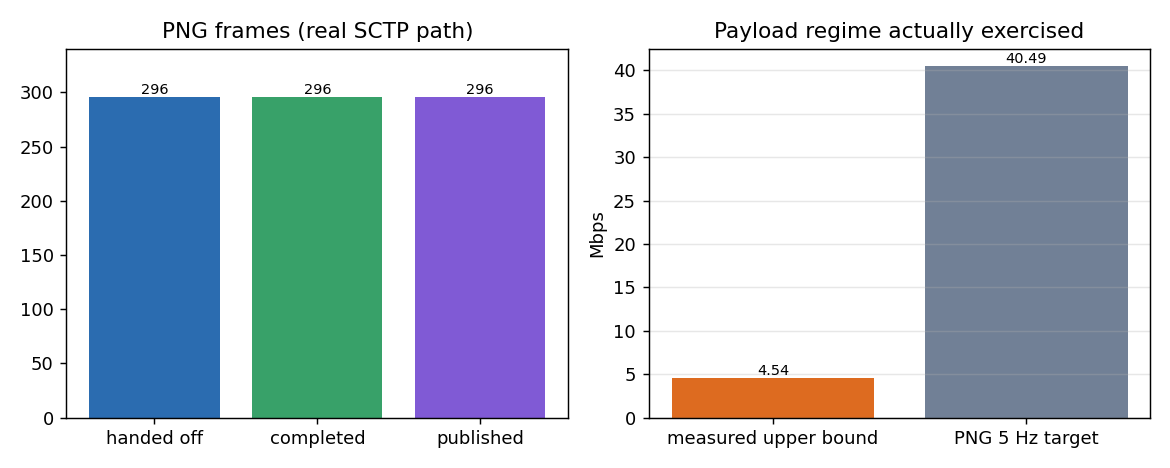 PNG frames (real SCTP path)
300
250
200
150
100
50
0
296
296
296
handed off
completed
published
Payload regime actually exercised
Mbps
40
35
30
25
20
15
10
5
0
4.54
40.49
measured upper bound
PNG 5 Hz target